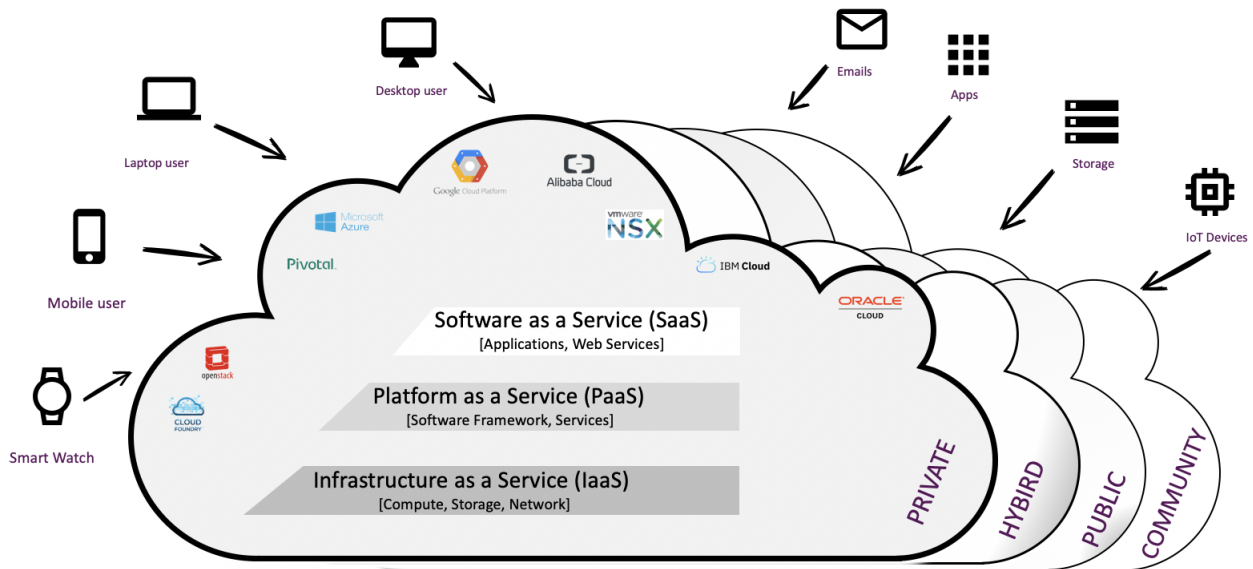 Desktop user
Emails
Apps
Laptop user
Storage
Google Cloud Platform
Alibaba Cloud
Microsoft
Azure
vmware
NSX
IoT Devices
Pivotal.
IBM Cloud
Mobile user
ORACLE
CLOUD
Software as a Service (SaaS)
[Applications, Web Services]
openstack
Platform as a Service (PaaS)
[Software Framework, Services]
CLOUD
FOUNDRY
Smart Watch
Infrastructure as a Service (IaaS)
[Compute, Storage, Network]
PRIVATE
HYBIRD
PUBLIC
COMMUNITY